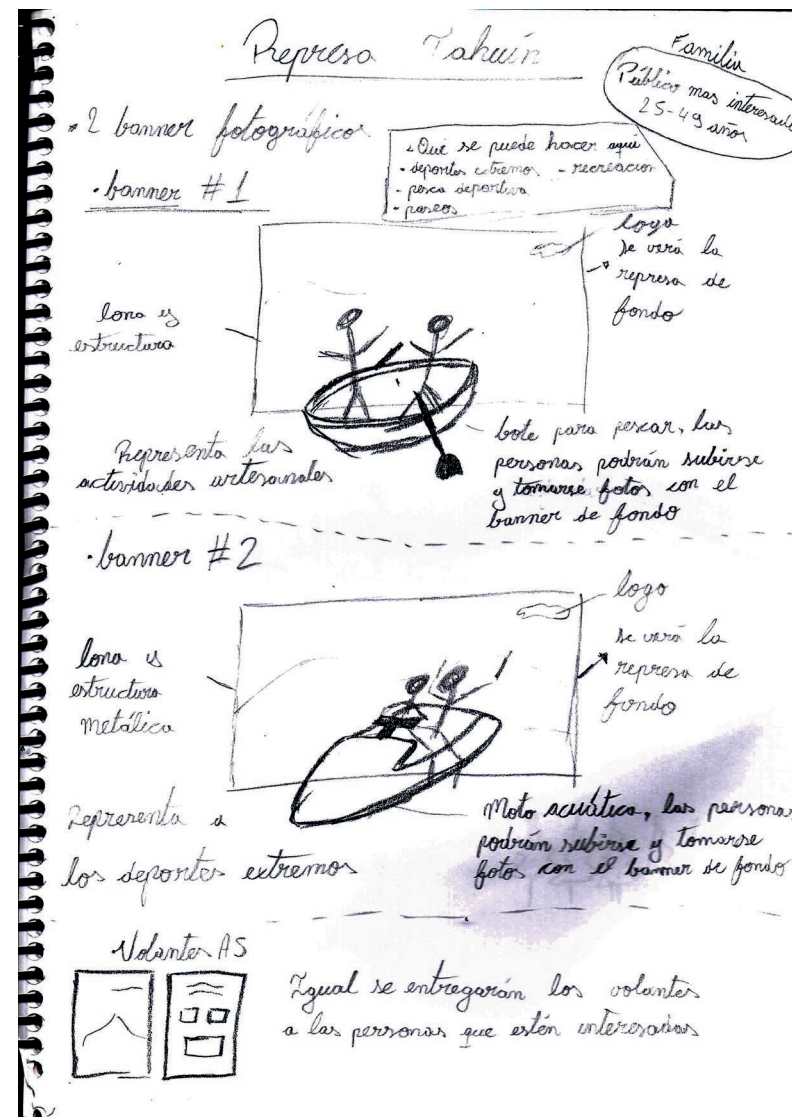 Represa Tahuín
Familia
Público mas interesado
25-49 años
* 2 banner fotográficos
¿Qué se puede hacer aquí
- deportes extremos - recreación
- pesca deportiva
- paseos
• banner #1
logo
Se verá la
represa de
fondo
lona y
estructura
Representa las
actividades artesanales
bote para pescar, las
personas podrán subirse
y tomarse fotos con el
banner de fondo
• banner #2
logo
Se verá la
represa de
fondo
lona y
estructura
metálica
Representa a
los deportes extremos
Moto acuática, las personas
podrán subirse y tomarse
fotos con el banner de fondo
Volantes A5
Igual se entregarán los volantes
a las personas que estén interesadas